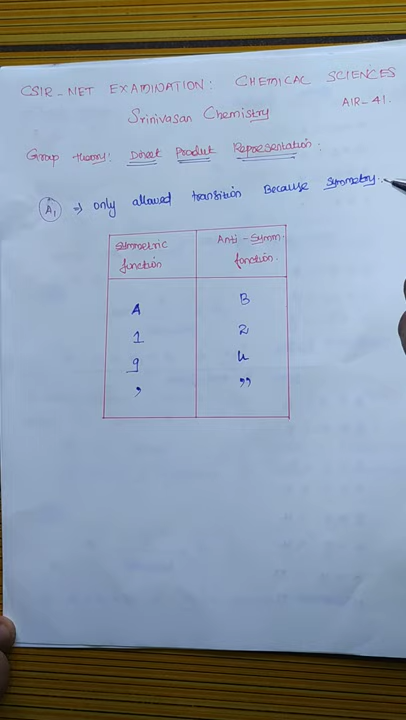 CSIR-NET EXAMINATION: CHEMICAL SCIENCES
Srinivasan Chemistry AIR-41.
Group theory: Direct Product Representation:
A1 ⇒ only allowed transition Because symmetry.
Symmetric function Anti-Symm. function.
A B
1 2
g u
' "